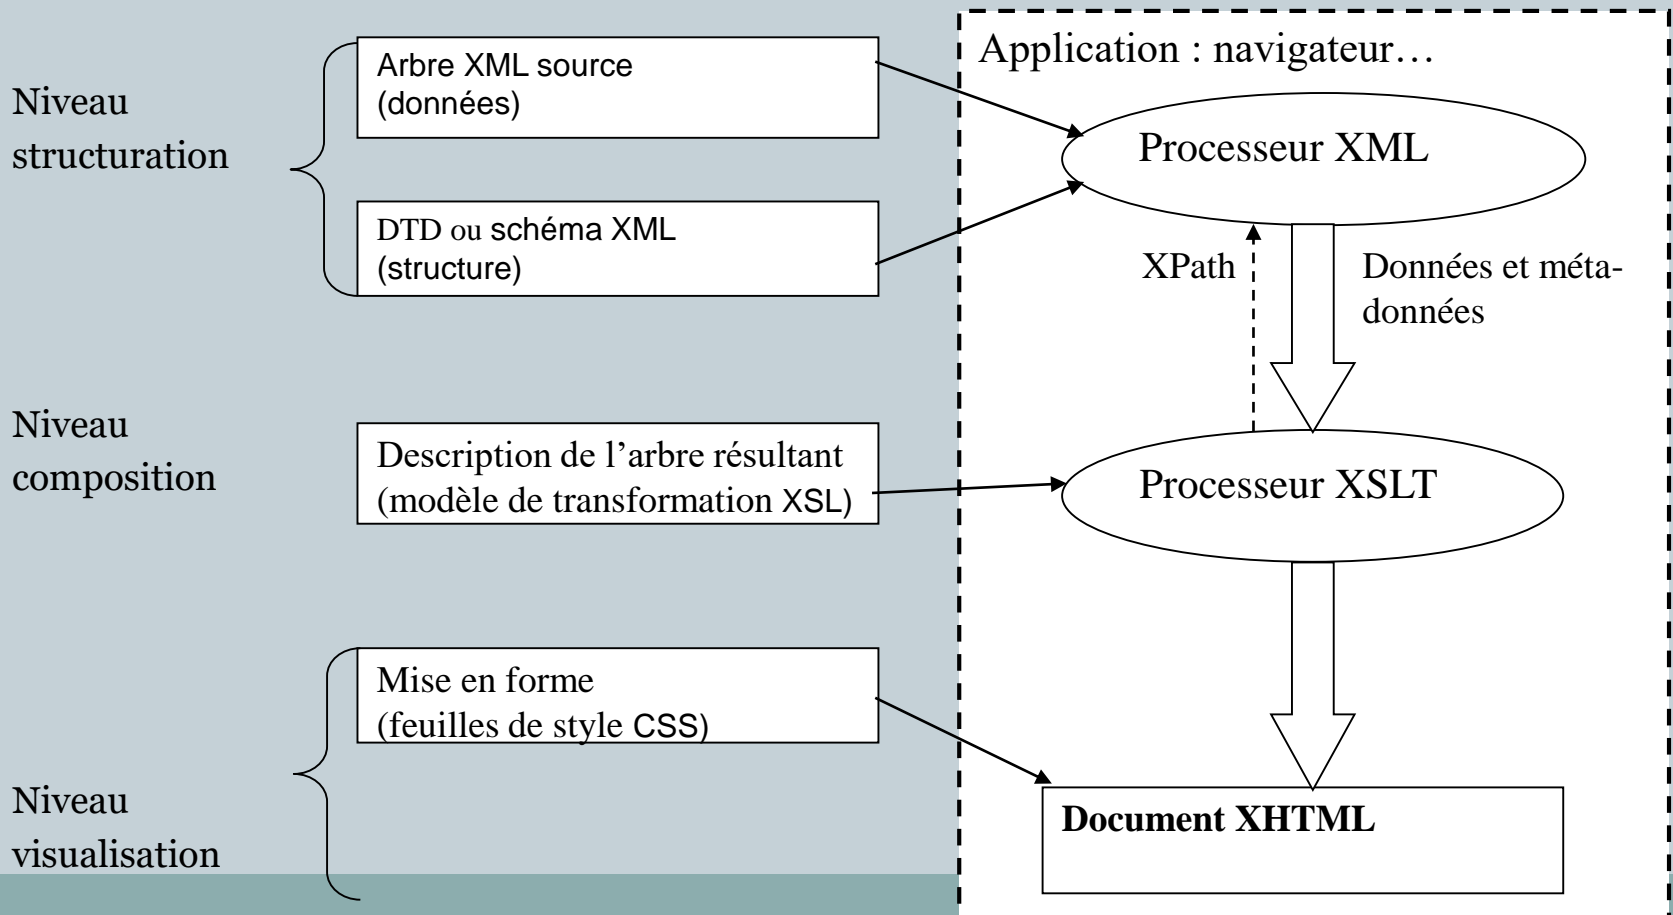 Application : navigateur…
Niveau
structuration
Arbre XML source
(données)
Processeur XML
DTD ou schéma XML
(structure)
XPath
Données et méta-
données
Niveau
composition
Description de l’arbre résultant
(modèle de transformation XSL)
Processeur XSLT
Mise en forme
(feuilles de style CSS)
Niveau
visualisation
Document XHTML